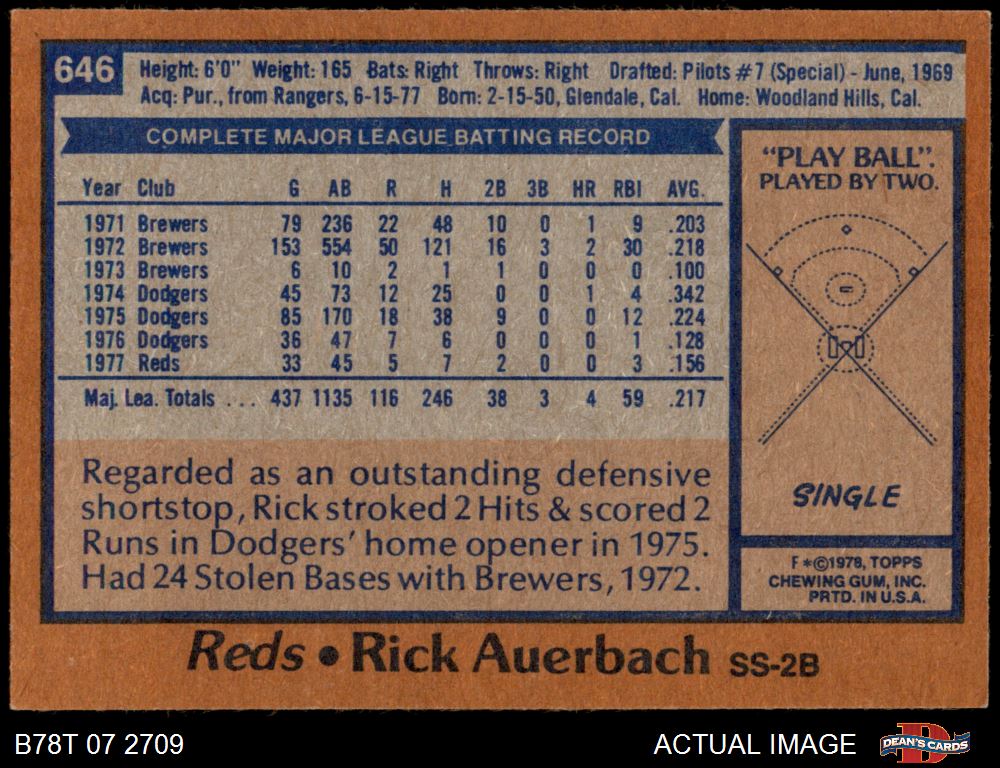 646
Height: 6'0" Weight: 165 Bats: Right Throws: Right Drafted: Pilots #7 (Special) - June, 1969
Acq: Pur., from Rangers, 6-15-77 Born: 2-15-50, Glendale, Cal. Home: Woodland Hills, Cal.
COMPLETE MAJOR LEAGUE BATTING RECORD
Year Club G AB R H 2B 3B HR RBI AVG.
1971 Brewers 79 236 22 48 10 0 1 9 .203
1972 Brewers 153 554 50 121 16 3 2 30 .218
1973 Brewers 6 10 2 1 1 0 0 0 .100
1974 Dodgers 45 73 12 25 0 0 1 4 .342
1975 Dodgers 85 170 18 38 9 0 0 12 .224
1976 Dodgers 36 47 7 6 0 0 0 1 .128
1977 Reds 33 45 5 7 2 0 0 3 .156
Maj. Lea. Totals ... 437 1135 116 246 38 3 4 59 .217
Regarded as an outstanding defensive
shortstop, Rick stroked 2 Hits & scored 2
Runs in Dodgers' home opener in 1975.
Had 24 Stolen Bases with Brewers, 1972.
"PLAY BALL".
PLAYED BY TWO.
SINGLE
F*©1978, TOPPS
CHEWING GUM, INC.
PRTD. IN U.S.A.
Reds • Rick Auerbach SS-2B
B78T 07 2709
ACTUAL IMAGE
DEAN'S CARDS